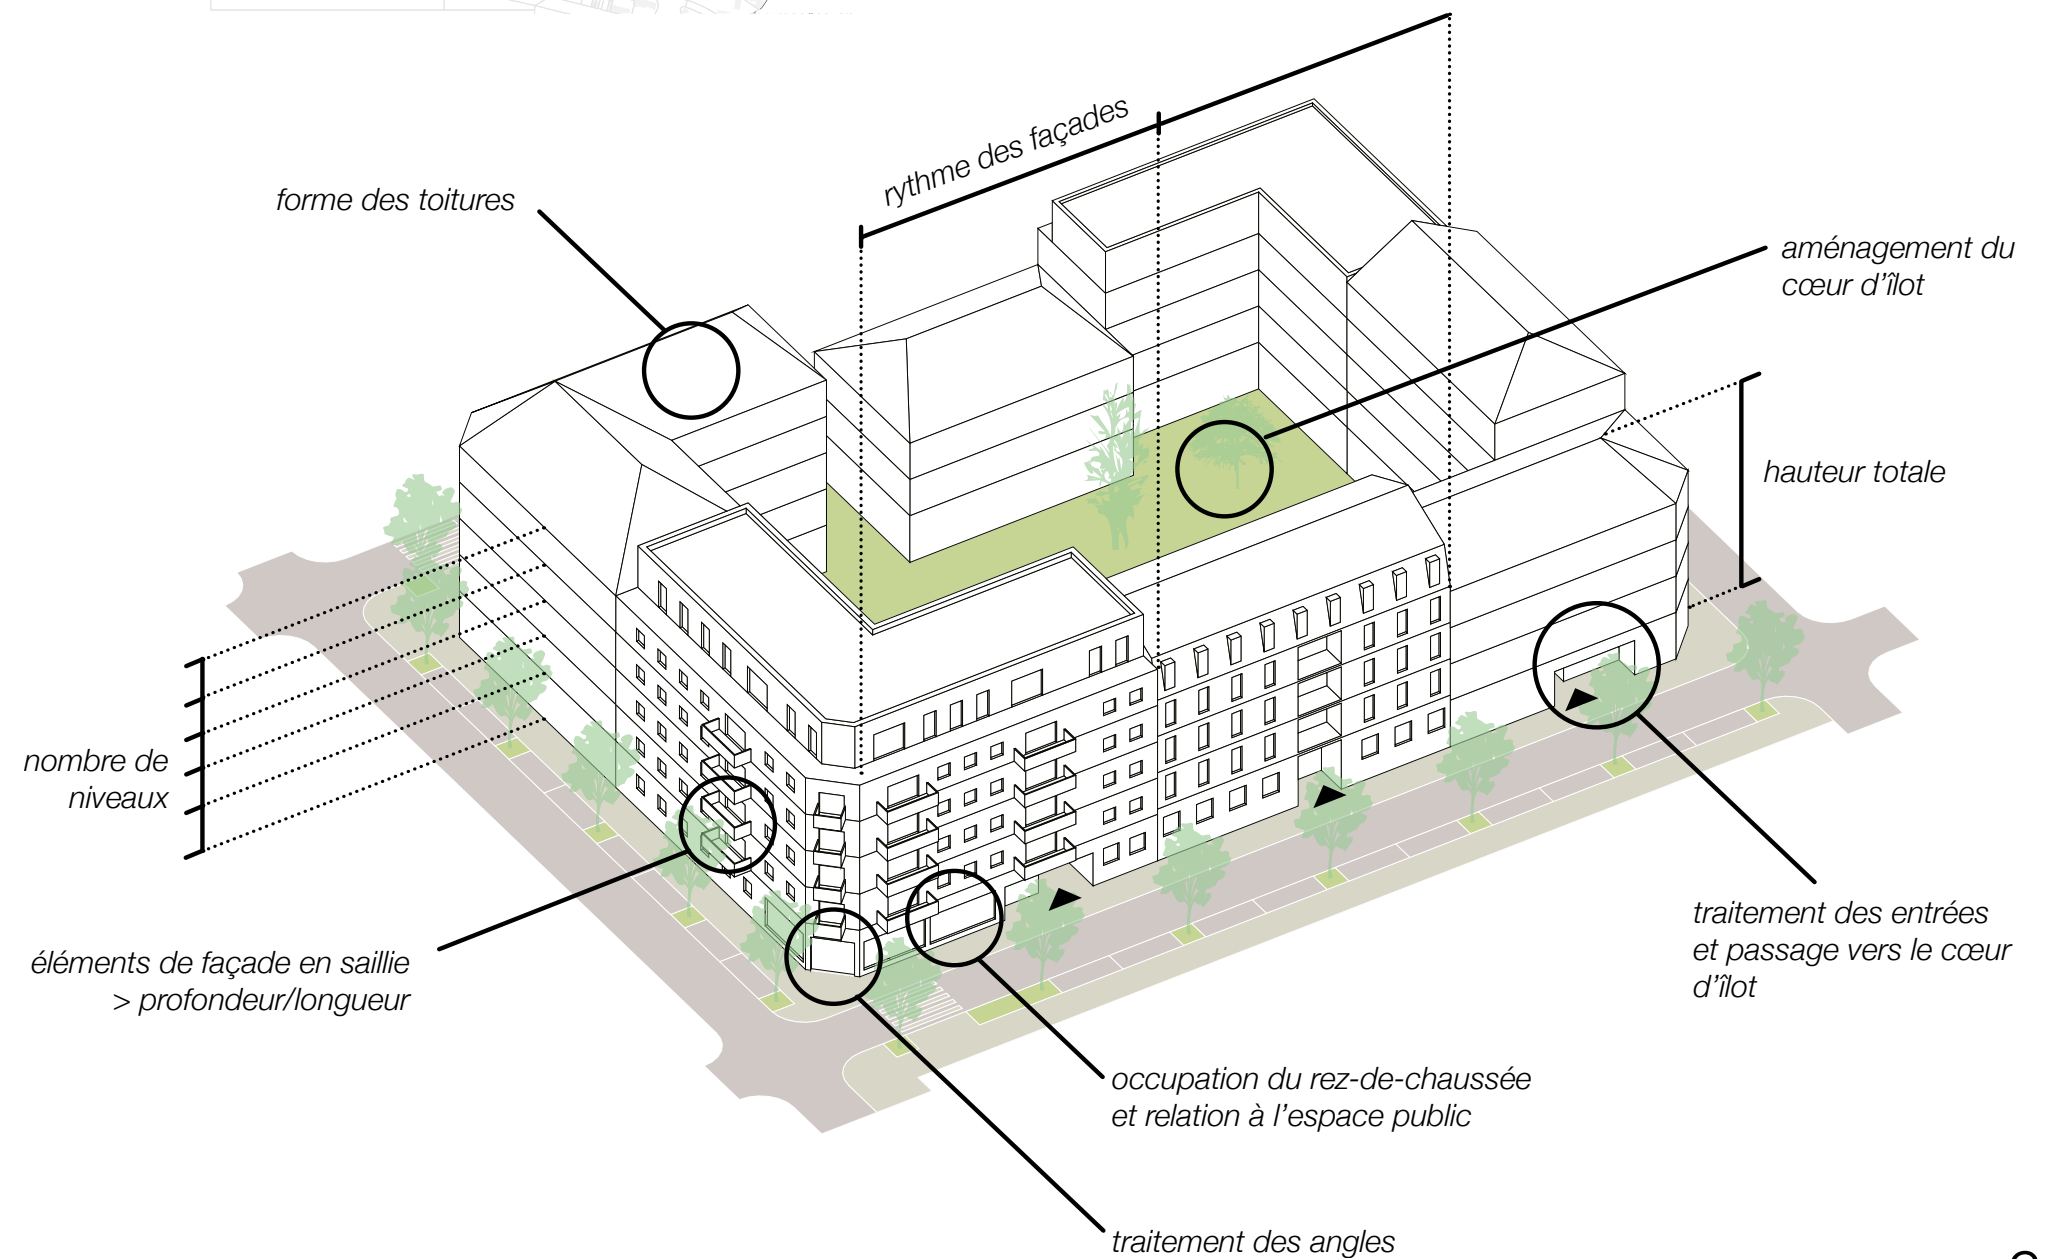 rythme des façades
forme des toitures
aménagement du
cœur d'îlot
hauteur totale
nombre de
niveaux
traitement des entrées
et passage vers le cœur
d'îlot
éléments de façade en saillie
> profondeur/longueur
occupation du rez-de-chaussée
et relation à l'espace public
traitement des angles